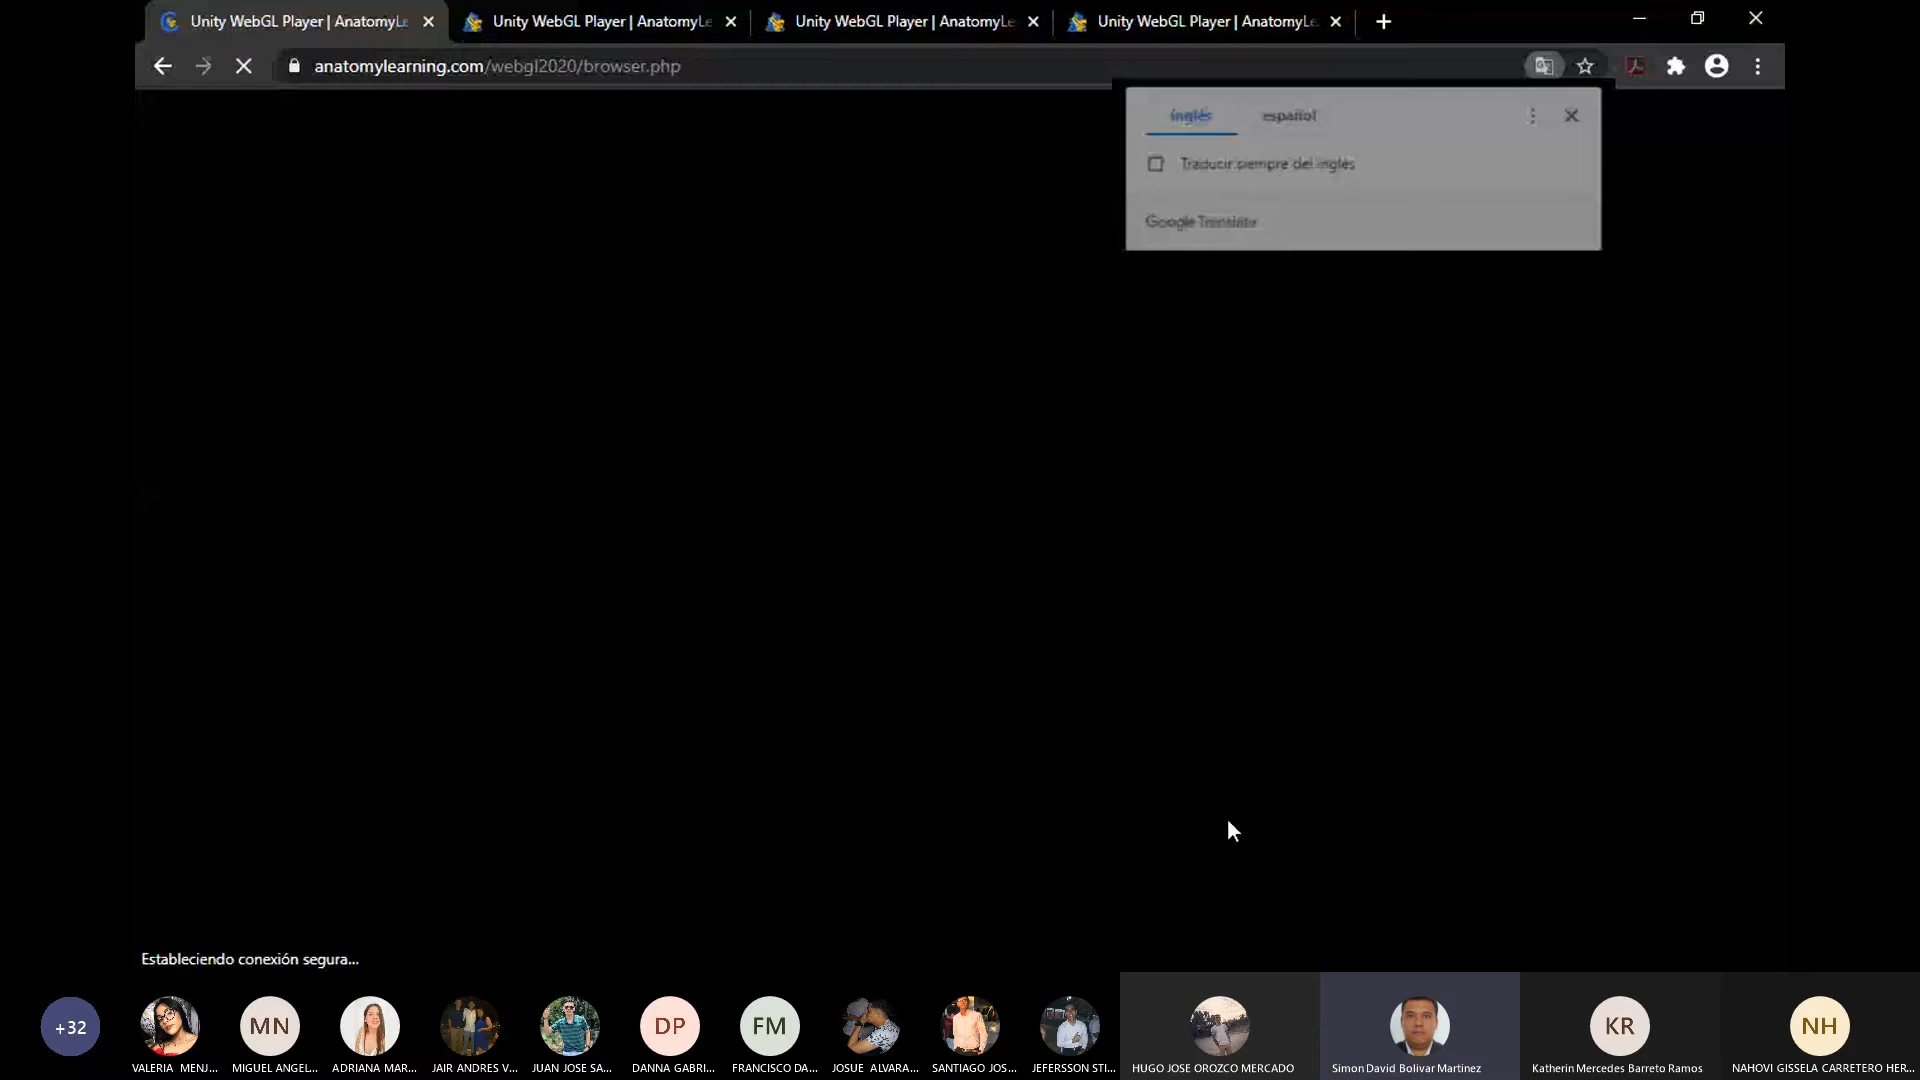 Unity WebGL Player | AnatomyLe
Unity WebGL Player | AnatomyLe
Unity WebGL Player | AnatomyLe
Unity WebGL Player | AnatomyLe
anatomylearning.com/webgl2020/browser.php
inglés español
Traducir siempre del inglés
Google Translate
Estableciendo conexión segura...
+32 MN DP FM KR NH
VALERIA MENJ... MIGUEL ANGEL... ADRIANA MAR... JAIR ANDRES V... JUAN JOSE SA... DANNA GABRI... FRANCISCO DA... JOSUE ALVARA... SANTIAGO JOS... JEFERSSON STI... HUGO JOSE OROZCO MERCADO Simon David Bolivar Martinez Katherin Mercedes Barreto Ramos NAHOVI GISSELA CARRETERO HER...